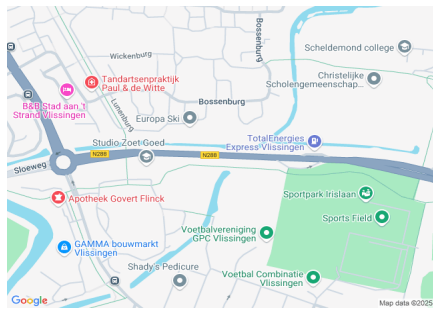 Bossenburg
Wickenburg
Scheldemond college
Tandartsenpraktijk
Paul & de Witte
Christelijke
Scholengemeenschap...
B&B Stad aan 't
Strand Vlissingen
Lunenburg
Bossenburg
Europa Ski
Studio Zoet Goed
TotalEnergies
Express Vlissingen
N288
N288
Sloeweg
Sportpark Irislaan
Apotheek Govert Flinck
Sports Field
Voetbalvereniging
GPC Vlissingen
GAMMA bouwmarkt
Vlissingen
Shady's Pedicure
Voetbal Combinatie
Vlissingen
Google
Map data ©2025